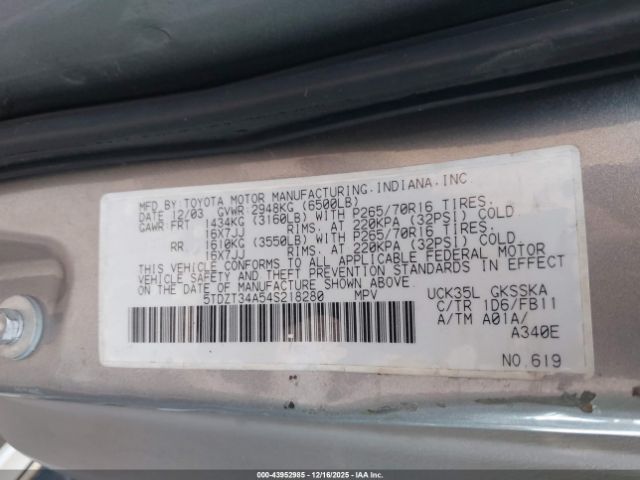 MFD.BY:TOYOTA MOTOR MANUFACTURING.INDIANA.INC
DATE 12/03 GVWR 2948KG (6500LB)
GAWR FRT 1434KG (3160LB) WITH P265/70R16 TIRES.
16X7JJ RIMS. AT 220KPA (32PSI) COLD
RR 1610KG (3550LB) WITH P265/70R16 TIRES.
16X7JJ RIMS. AT 220KPA (32PSI) COLD
THIS VEHICLE CONFORMS TO ALL APPLICABLE FEDERAL MOTOR
VEHICLE SAFETY AND THEFT PREVENTION STANDARDS IN EFFECT
ON THE DATE OF MANUFACTURE SHOWN ABOVE.
5TDZT34A54S218280 MPV
UCK35L GKSSKA
C/TR 1D6/FB11
A/TM A01A/
A340E
NO.619
000-43952985 | 12/16/2025 | IAAI.COM